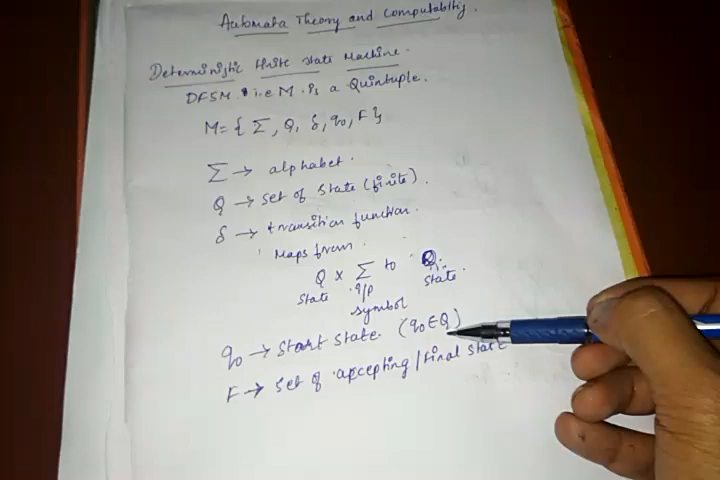 Automata Theory and Computability.
Deterministic Finite State Machine.
DFSM. i.e M. is a Quintuple.
M = { Σ, Q, δ, q0, F }
Σ → alphabet.
Q → set of state (finite).
δ → transition function.
Maps from.
Q × Σ to Q.
state i/p state.
symbol
q0 → start state. (q0 ∈ Q)
F → set of accepting / final state